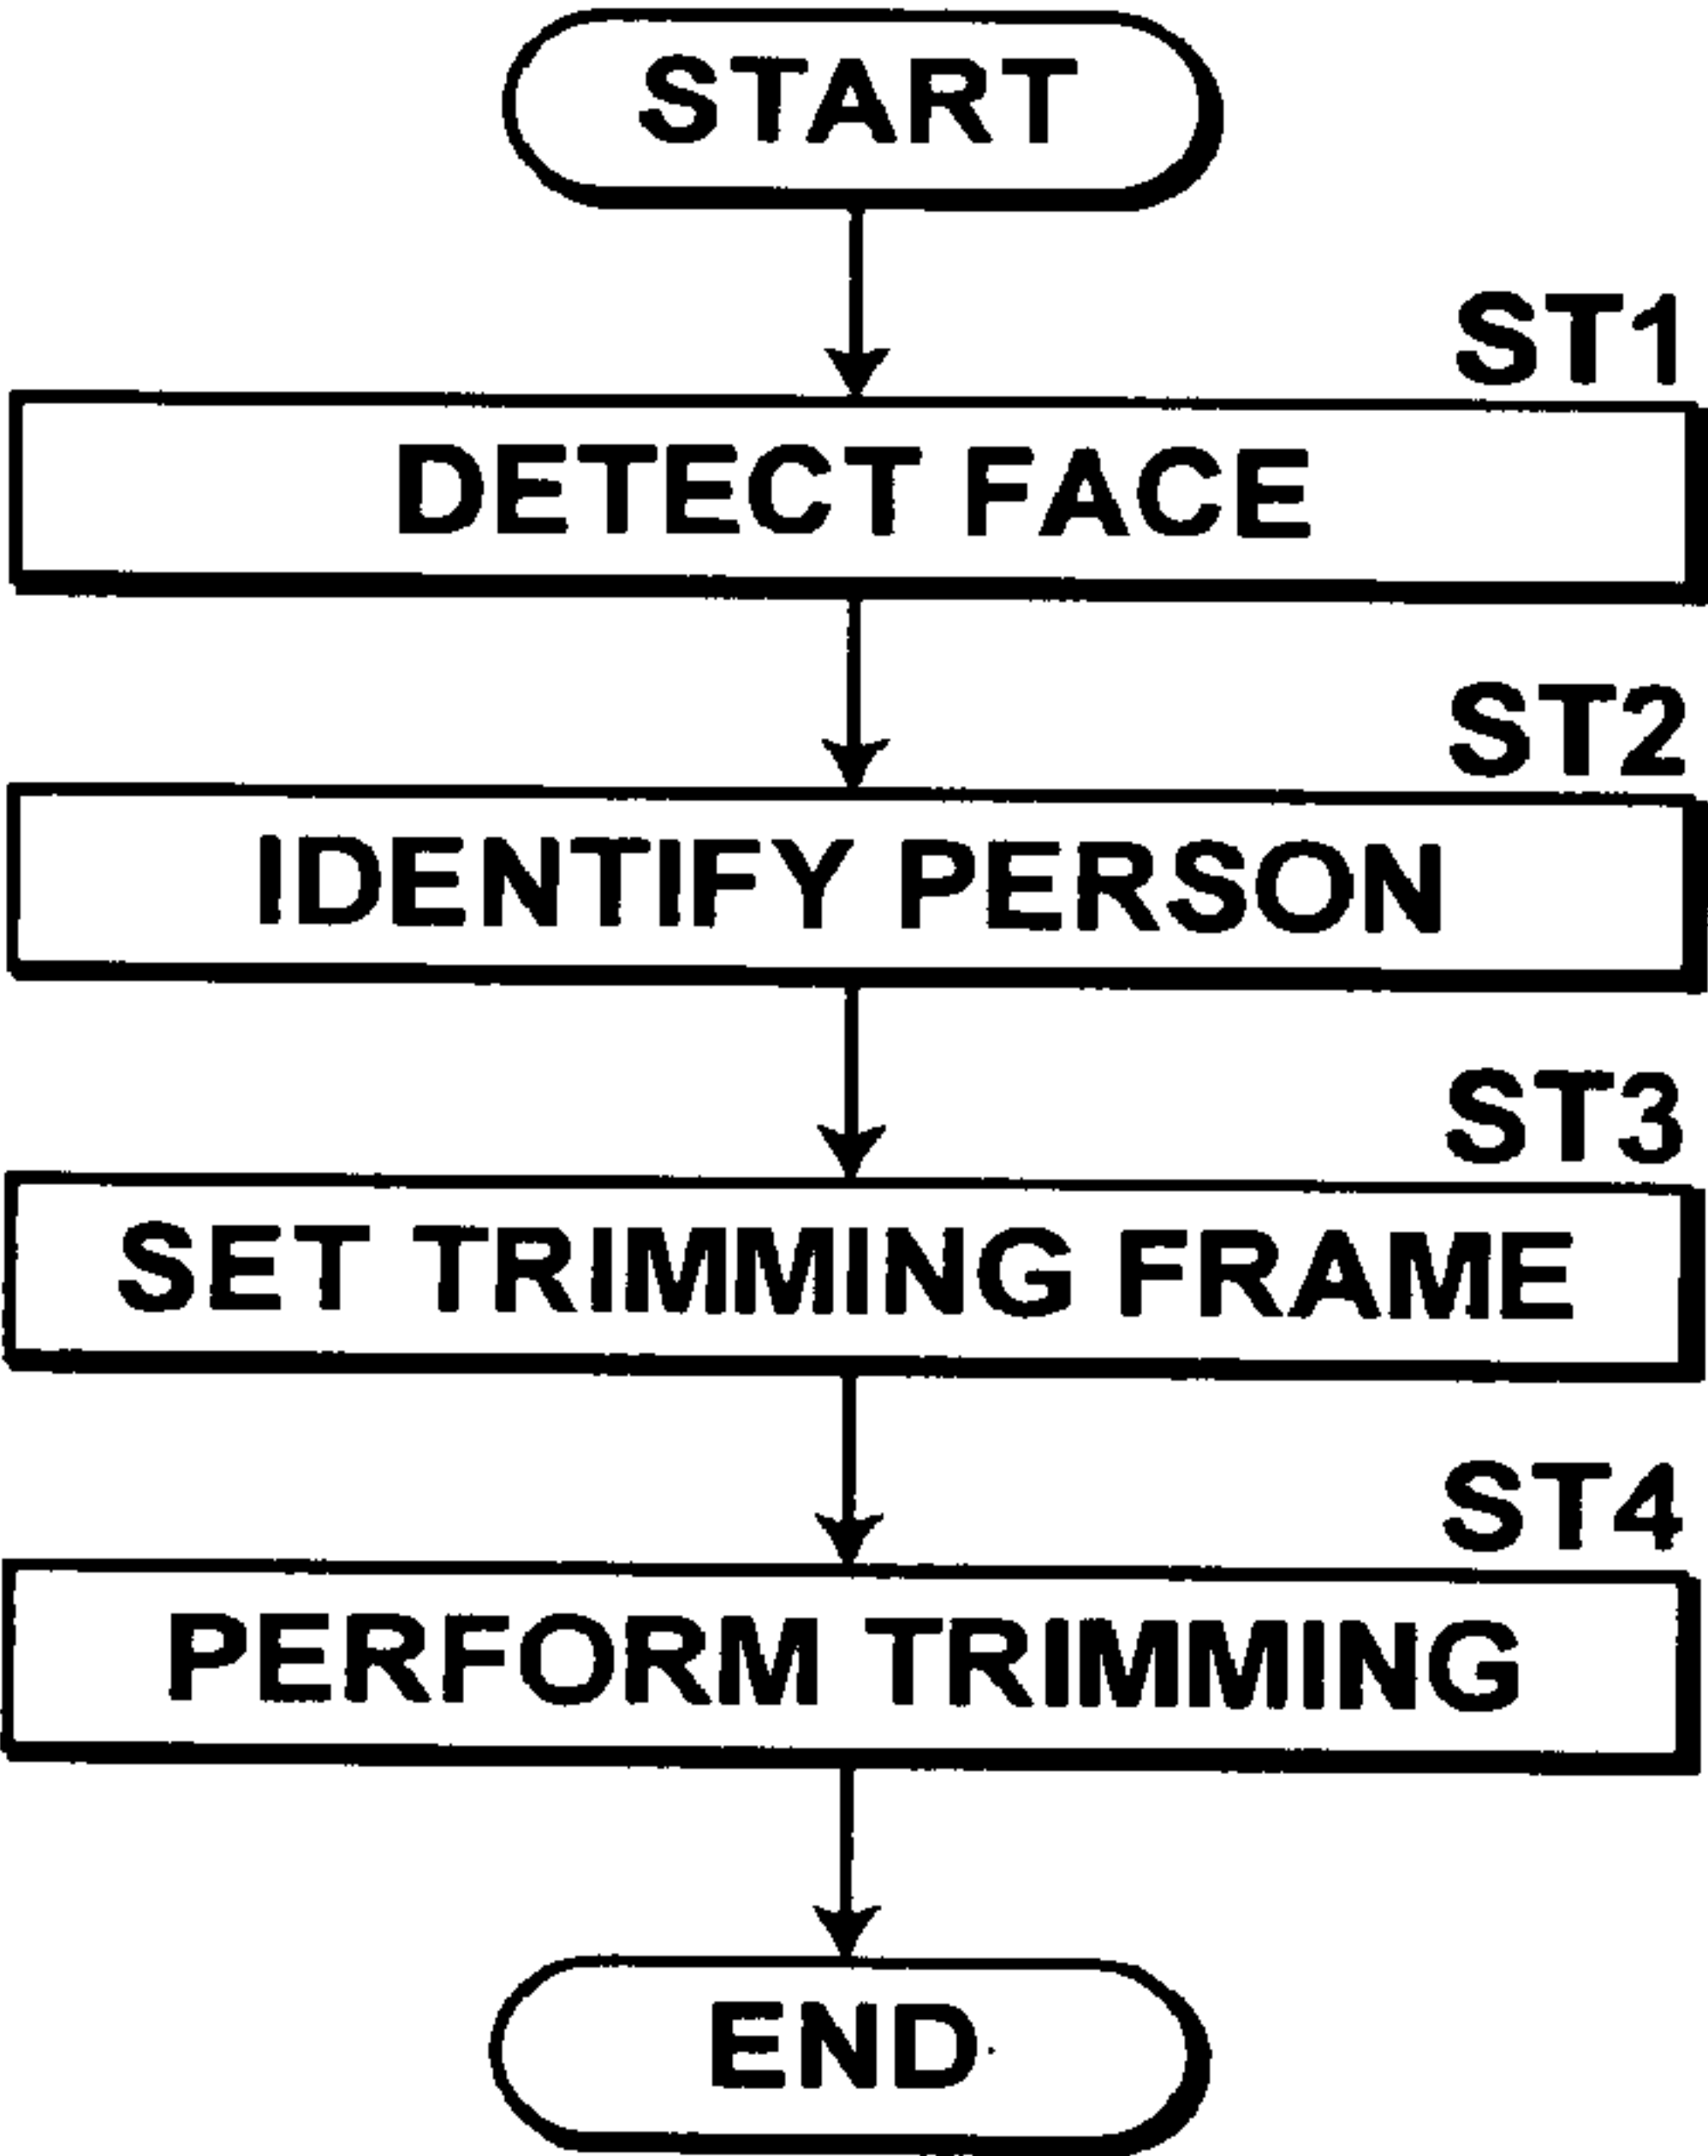 START
ST1
DETECT FACE
ST2
IDENTIFY PERSON
ST3
SET TRIMMING FRAME
ST4
PERFORM TRIMMING
END